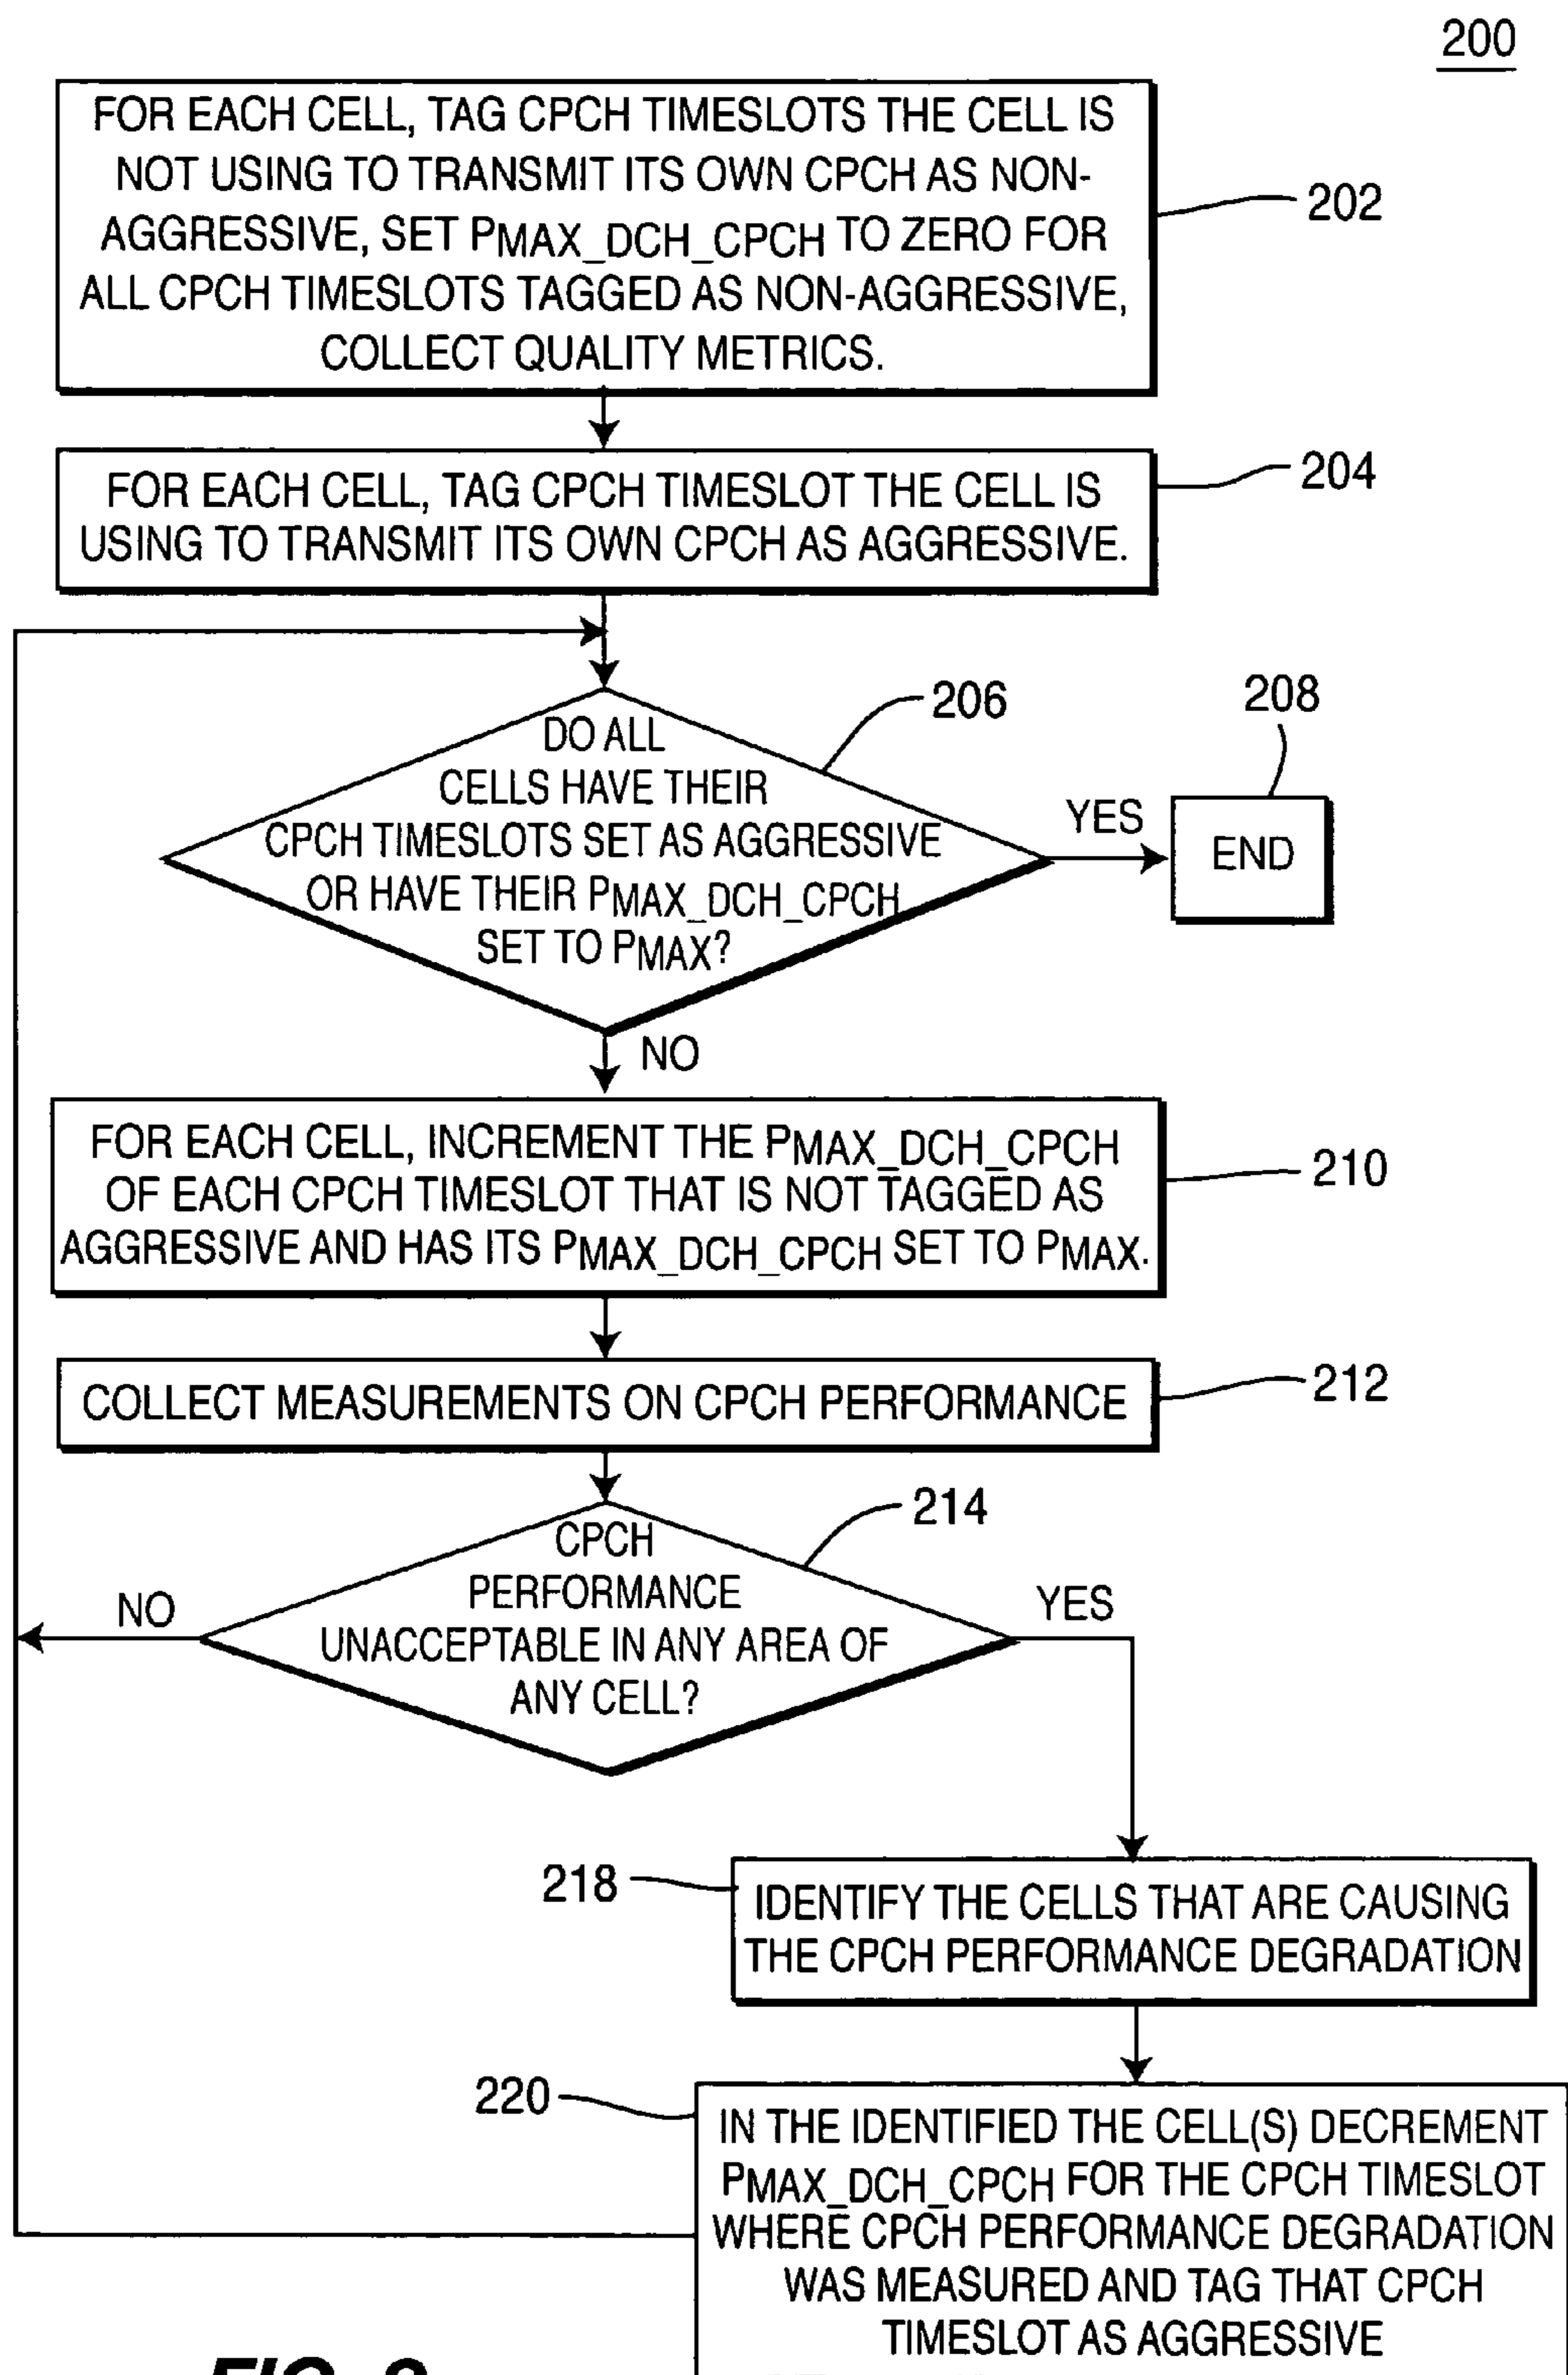 200
FOR EACH CELL, TAG CPCH TIMESLOTS THE CELL IS
NOT USING TO TRANSMIT ITS OWN CPCH AS NON-
AGGRESSIVE, SET PMAX_DCH_CPCH TO ZERO FOR
ALL CPCH TIMESLOTS TAGGED AS NON-AGGRESSIVE,
COLLECT QUALITY METRICS.
202
FOR EACH CELL, TAG CPCH TIMESLOT THE CELL IS
USING TO TRANSMIT ITS OWN CPCH AS AGGRESSIVE.
204
DO ALL
CELLS HAVE THEIR
CPCH TIMESLOTS SET AS AGGRESSIVE
OR HAVE THEIR PMAX_DCH_CPCH
SET TO PMAX?
206
YES
208
END
NO
FOR EACH CELL, INCREMENT THE PMAX_DCH_CPCH
OF EACH CPCH TIMESLOT THAT IS NOT TAGGED AS
AGGRESSIVE AND HAS ITS PMAX_DCH_CPCH SET TO PMAX.
210
COLLECT MEASUREMENTS ON CPCH PERFORMANCE
212
CPCH
PERFORMANCE
UNACCEPTABLE IN ANY AREA OF
ANY CELL?
214
NO
YES
218
IDENTIFY THE CELLS THAT ARE CAUSING
THE CPCH PERFORMANCE DEGRADATION
220
IN THE IDENTIFIED THE CELL(S) DECREMENT
PMAX_DCH_CPCH FOR THE CPCH TIMESLOT
WHERE CPCH PERFORMANCE DEGRADATION
WAS MEASURED AND TAG THAT CPCH
TIMESLOT AS AGGRESSIVE